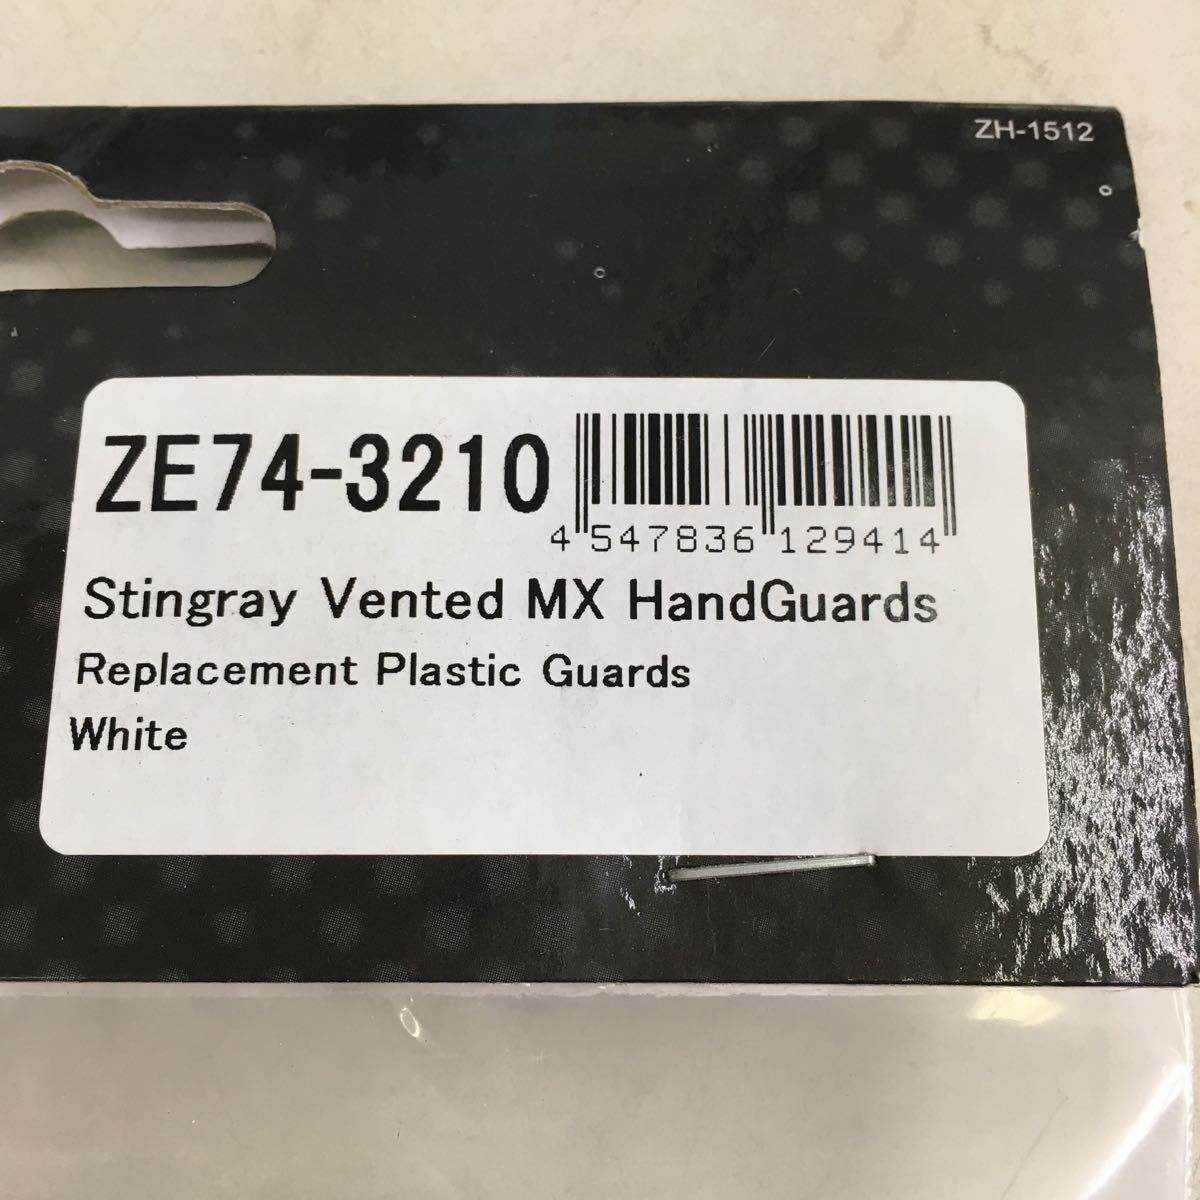 ZH-1512
ZE74-3210
4 547836 129414
Stingray Vented MX HandGuards
Replacement Plastic Guards
White